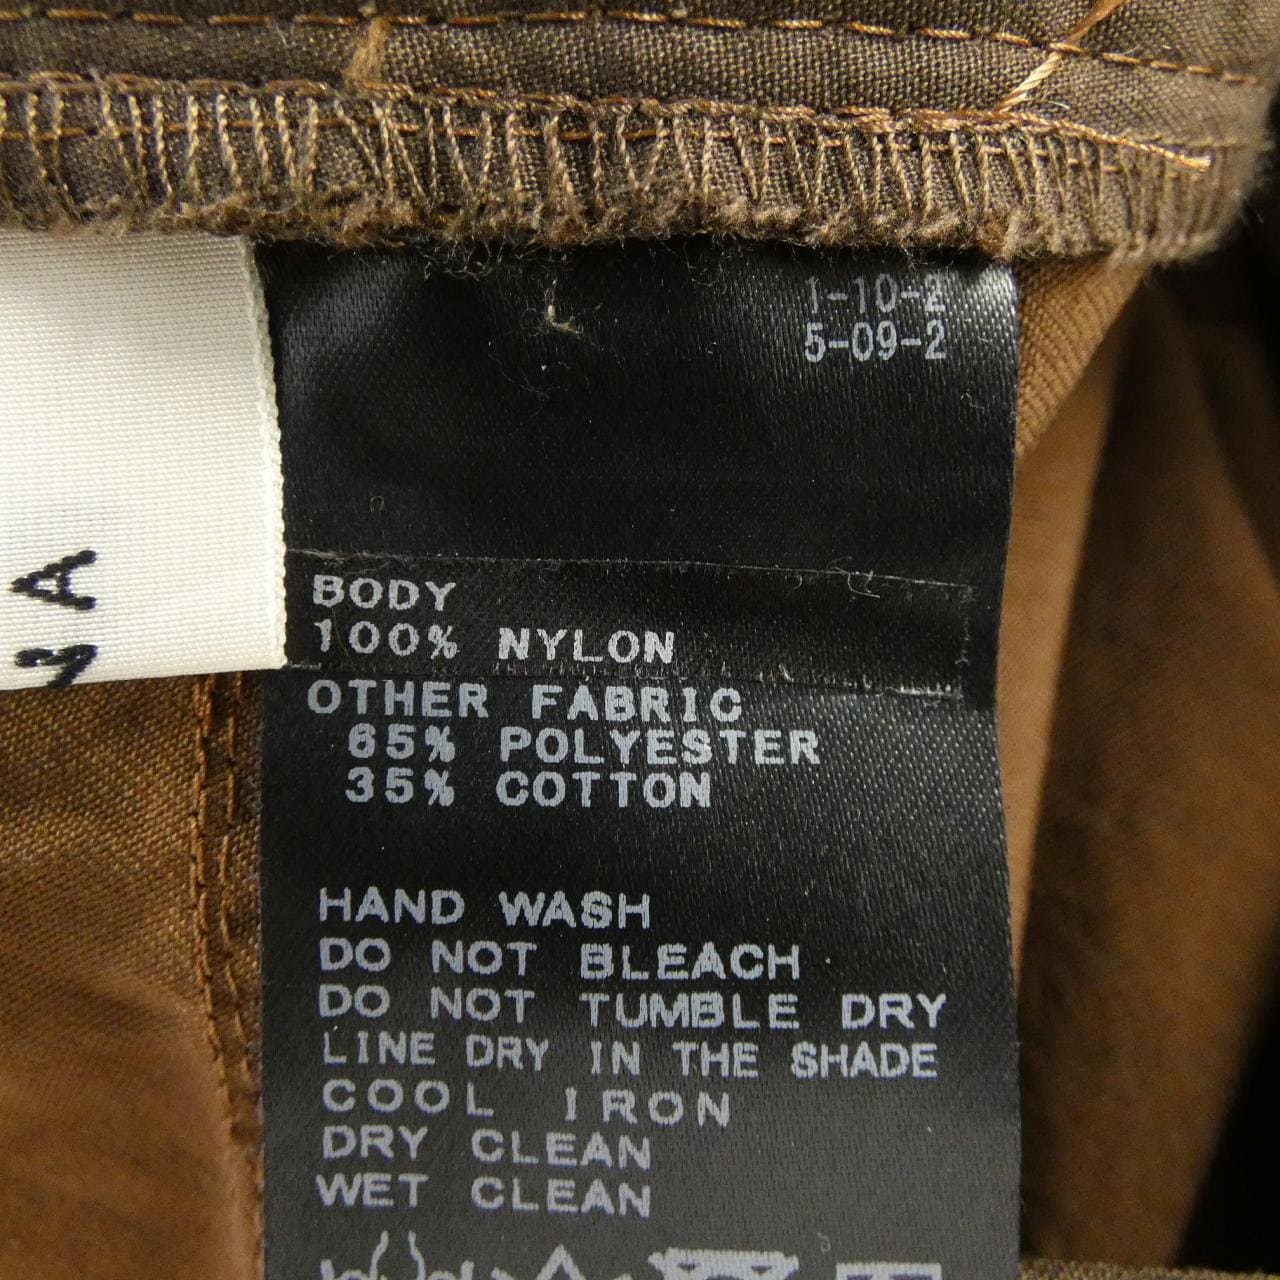 1-10-2
5-09-2
BODY
100% NYLON
OTHER FABRIC
65% POLYESTER
35% COTTON
HAND WASH
DO NOT BLEACH
DO NOT TUMBLE DRY
LINE DRY IN THE SHADE
COOL IRON
DRY CLEAN
WET CLEAN